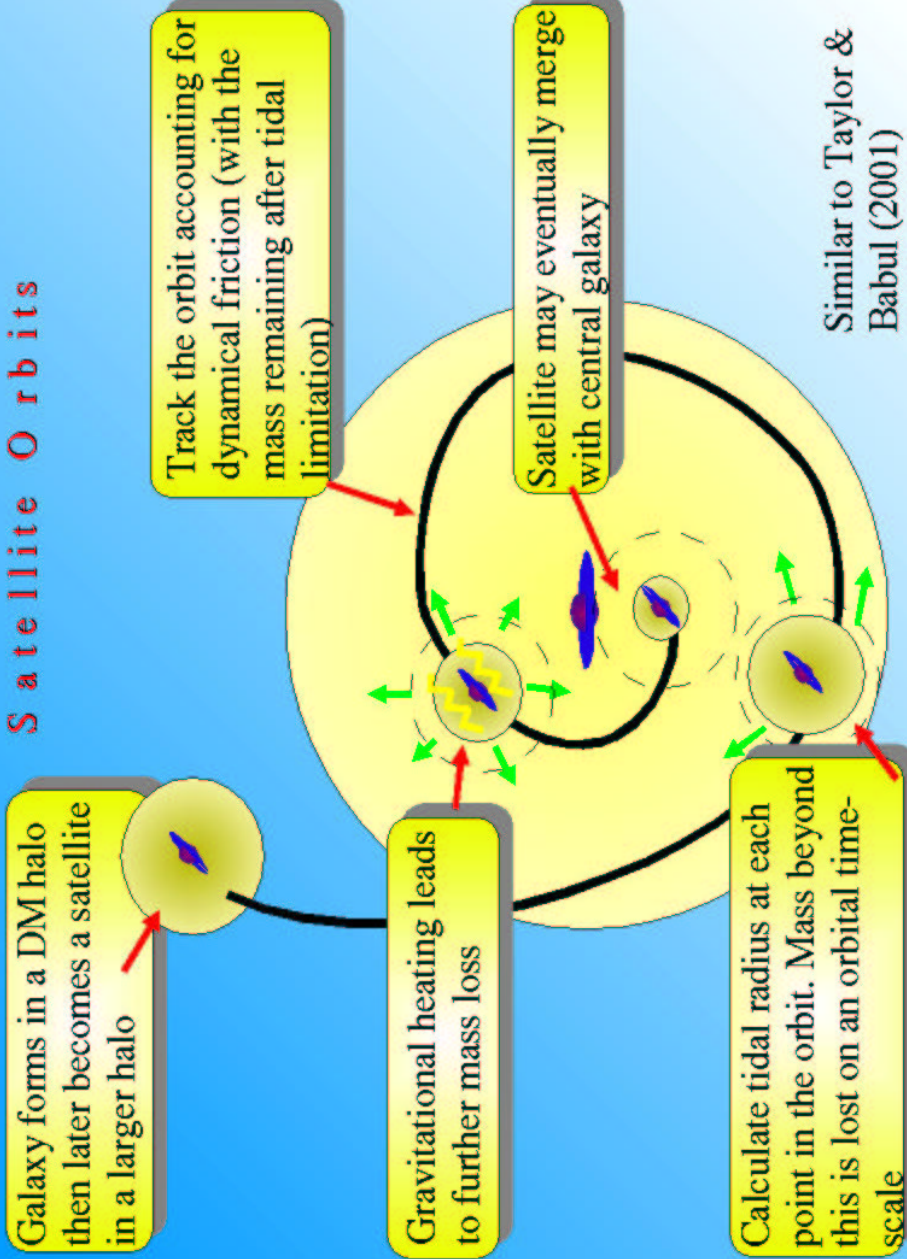 Satellite Orbits
Galaxy forms in a DM halo
then later becomes a satellite
in a larger halo
Track the orbit accounting for
dynamical friction (with the
mass remaining after tidal
limitation)
Gravitational heating leads
to further mass loss
Satellite may eventually merge
with central galaxy
Calculate tidal radius at each
point in the orbit. Mass beyond
this is lost on an orbital time-
scale
Similar to Taylor &
Babul (2001)